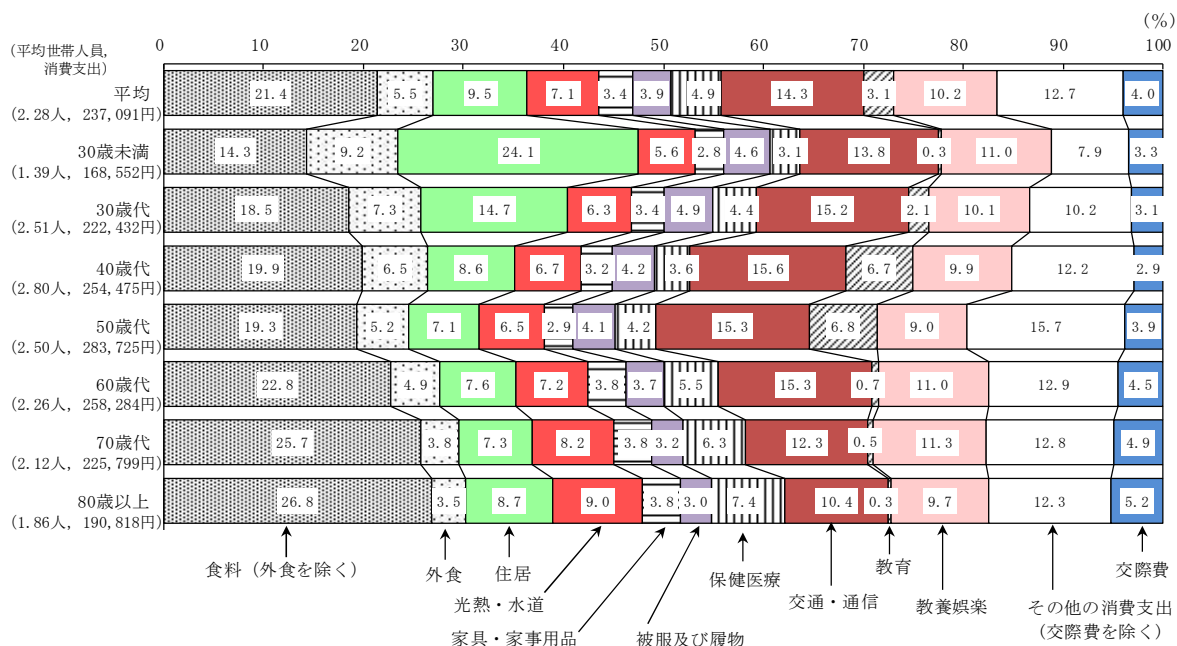 (%)
(平均世帯人員,
消費支出)
0 10 20 30 40 50 60 70 80 90 100
平均
(2.28人, 237,091円)
21.4 5.5 9.5 7.1 3.4 3.9 4.9 14.3 3.1 10.2 12.7 4.0
30歳未満
(1.39人, 168,552円)
14.3 9.2 24.1 5.6 2.8 4.6 3.1 13.8 0.3 11.0 7.9 3.3
30歳代
(2.51人, 222,432円)
18.5 7.3 14.7 6.3 3.4 4.9 4.4 15.2 2.1 10.1 10.2 3.1
40歳代
(2.80人, 254,475円)
19.9 6.5 8.6 6.7 3.2 4.2 3.6 15.6 6.7 9.9 12.2 2.9
50歳代
(2.50人, 283,725円)
19.3 5.2 7.1 6.5 2.9 4.1 4.2 15.3 6.8 9.0 15.7 3.9
60歳代
(2.26人, 258,284円)
22.8 4.9 7.6 7.2 3.8 3.7 5.5 15.3 0.7 11.0 12.9 4.5
70歳代
(2.12人, 225,799円)
25.7 3.8 7.3 8.2 3.8 3.2 6.3 12.3 0.5 11.3 12.8 4.9
80歳以上
(1.86人, 190,818円)
26.8 3.5 8.7 9.0 3.8 3.0 7.4 10.4 0.3 9.7 12.3 5.2
食料(外食を除く)
外食
住居
光熱・水道
家具・家事用品
被服及び履物
保健医療
交通・通信
教育
教養娯楽
その他の消費支出
(交際費を除く)
交際費